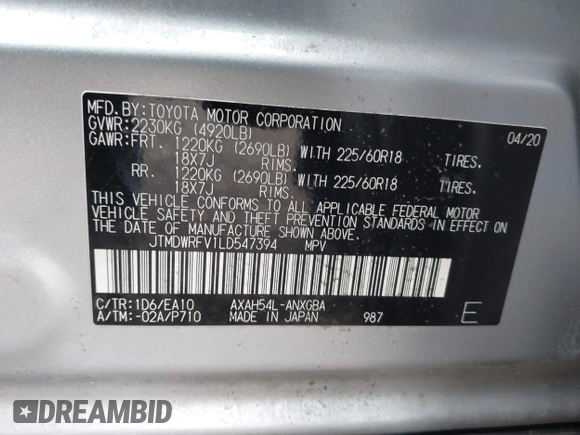 MFD.BY:TOYOTA MOTOR CORPORATION 04/20
GVWR:2230KG (4920LB)
GAWR:FRT. 1220KG (2690LB) WITH 225/60R18 TIRES.
18X7J RIMS.
RR. 1220KG (2690LB) WITH 225/60R18 TIRES.
18X7J RIMS.
THIS VEHICLE CONFORMS TO ALL APPLICABLE FEDERAL MOTOR
VEHICLE SAFETY AND THEFT PREVENTION STANDARDS IN EFFECT ON
THE DATE OF MANUFACTURE SHOWN ABOVE.
JTMDWRFV1LD547394 MPV
C/TR:1D6/EA10 AXAH54L-ANXGBA
A/TM:-02A/P710 MADE IN JAPAN 987 E
DREAMBID